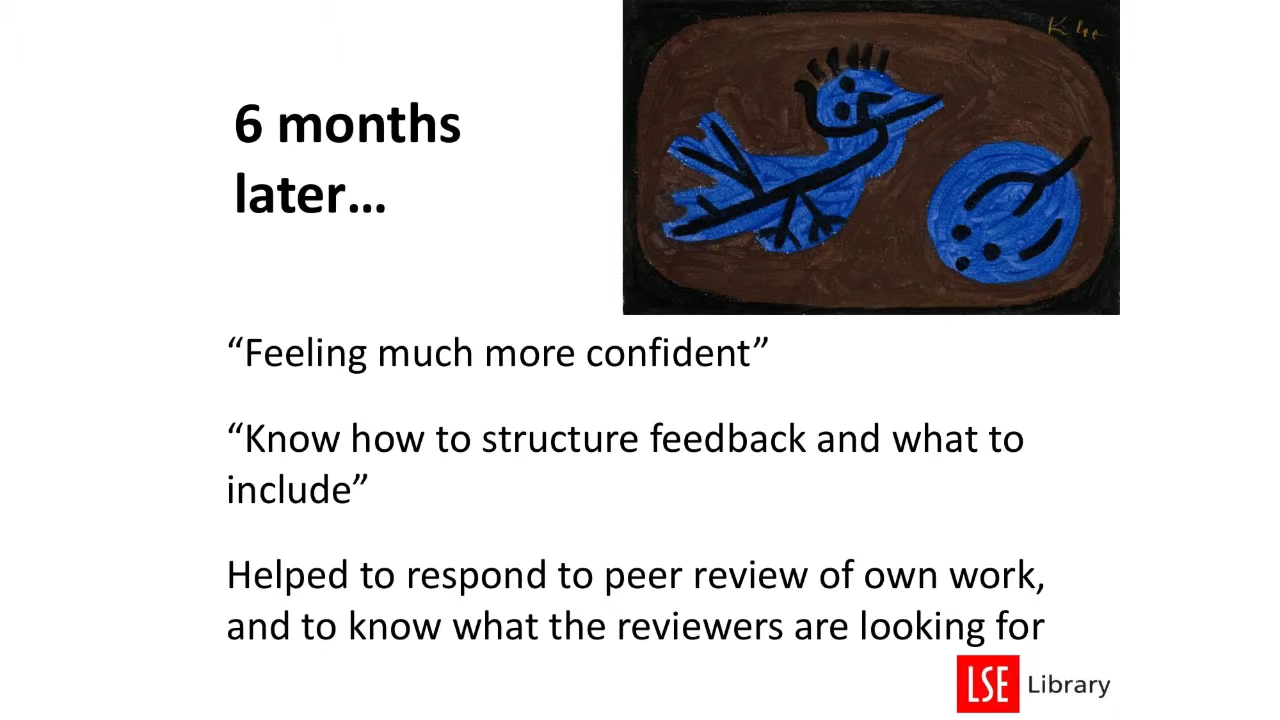 6 months
later…
Klee
“Feeling much more confident”
“Know how to structure feedback and what to
include”
Helped to respond to peer review of own work,
and to know what the reviewers are looking for
LSE Library